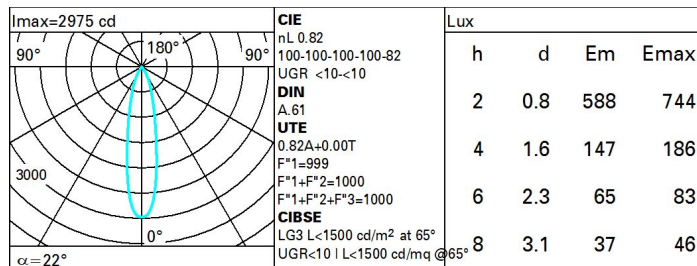 Imax=2975 cd
90°
180°
90°
3000
0°
α=22°
CIE
nL 0.82
100-100-100-100-82
UGR <10-<10
DIN
A.61
UTE
0.82A+0.00T
F"1=999
F"1+F"2=1000
F"1+F"2+F"3=1000
CIBSE
LG3 L<1500 cd/m² at 65°
UGR<10 | L<1500 cd/mq @65°
Lux
h d Em Emax
2 0.8 588 744
4 1.6 147 186
6 2.3 65 83
8 3.1 37 46